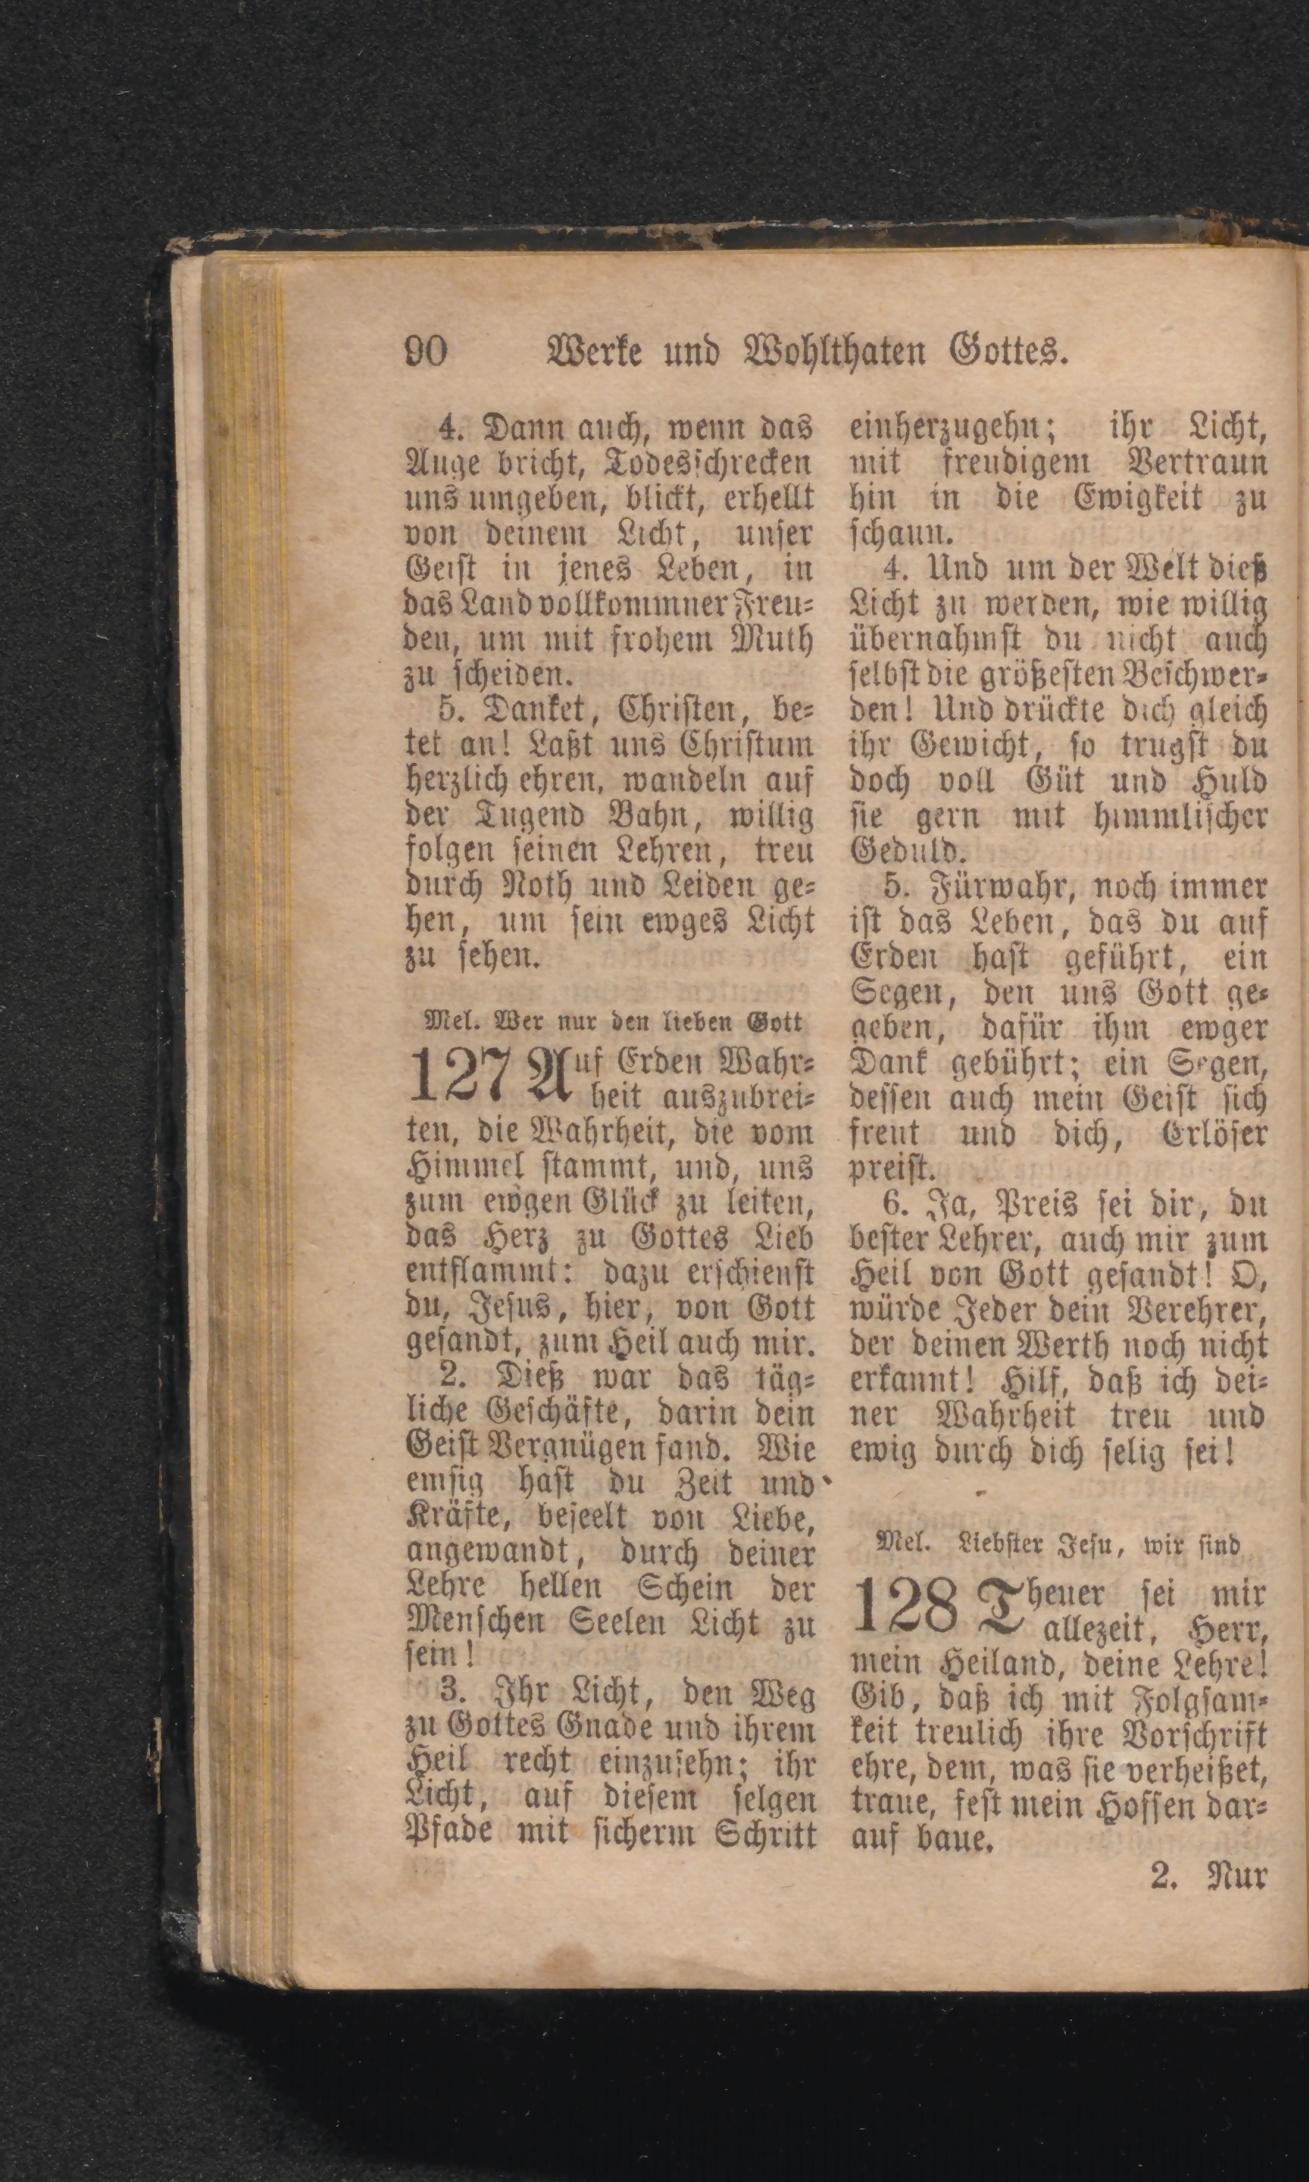 90 Werke und Wohlthaten Gottes.
4. Dann auch, wenn das
Auge bricht, Todesschrecken
uns umgeben, blickt, erhellt
von deinem Licht, unser
Geist in jenes Leben, in
das Land vollkommner Freu-
den, um mit frohem Muth
zu scheiden.
5. Danket, Christen, be-
tet an! Laßt uns Christum
herzlich ehren, wandeln auf
der Tugend Bahn, willig
folgen seinen Lehren, treu
durch Noth und Leiden ge-
hen, um sein ewges Licht
zu sehen.
Mel. Wer nur den lieben Gott
127 Auf Erden Wahr-
heit auszubrei-
ten, die Wahrheit, die vom
Himmel stammt, und, uns
zum ewgen Glück zu leiten,
das Herz zu Gottes Lieb
entflammt: dazu erschienst
du, Jesus, hier, von Gott
gesandt, zum Heil auch mir.
2. Dieß war das täg-
liche Geschäfte, darin dein
Geist Vergnügen fand. Wie
emsig hast du Zeit und
Kräfte, beseelt von Liebe,
angewandt, durch deiner
Lehre hellen Schein der
Menschen Seelen Licht zu
sein!
3. Ihr Licht, den Weg
zu Gottes Gnade und ihrem
Heil recht einzusehn; ihr
Licht, auf diesem selgen
Pfade mit sicherm Schritt
einherzugehn; ihr Licht,
mit freudigem Vertraun
hin in die Ewigkeit zu
schaun.
4. Und um der Welt dieß
Licht zu werden, wie willig
übernahmst du nicht auch
selbst die größesten Beschwer-
den! Und drückte dich gleich
ihr Gewicht, so trugst du
doch voll Güt und Huld
sie gern mit himmlischer
Geduld.
5. Fürwahr, noch immer
ist das Leben, das du auf
Erden hast geführt, ein
Segen, den uns Gott ge-
geben, dafür ihm ewger
Dank gebührt; ein Segen,
dessen auch mein Geist sich
freut und dich, Erlöser
preist.
6. Ja, Preis sei dir, du
bester Lehrer, auch mir zum
Heil von Gott gesandt! O,
würde Jeder dein Verehrer,
der deinen Werth noch nicht
erkannt! Hilf, daß ich dei-
ner Wahrheit treu und
ewig durch dich selig sei!
Mel. Liebster Jesu, wir sind
128 Theuer sei mir
allezeit, Herr,
mein Heiland, deine Lehre!
Gib, daß ich mit Folgsam-
keit treulich ihre Vorschrift
ehre, dem, was sie verheißet,
traue, fest mein Hoffen dar-
auf baue.
2. Nur